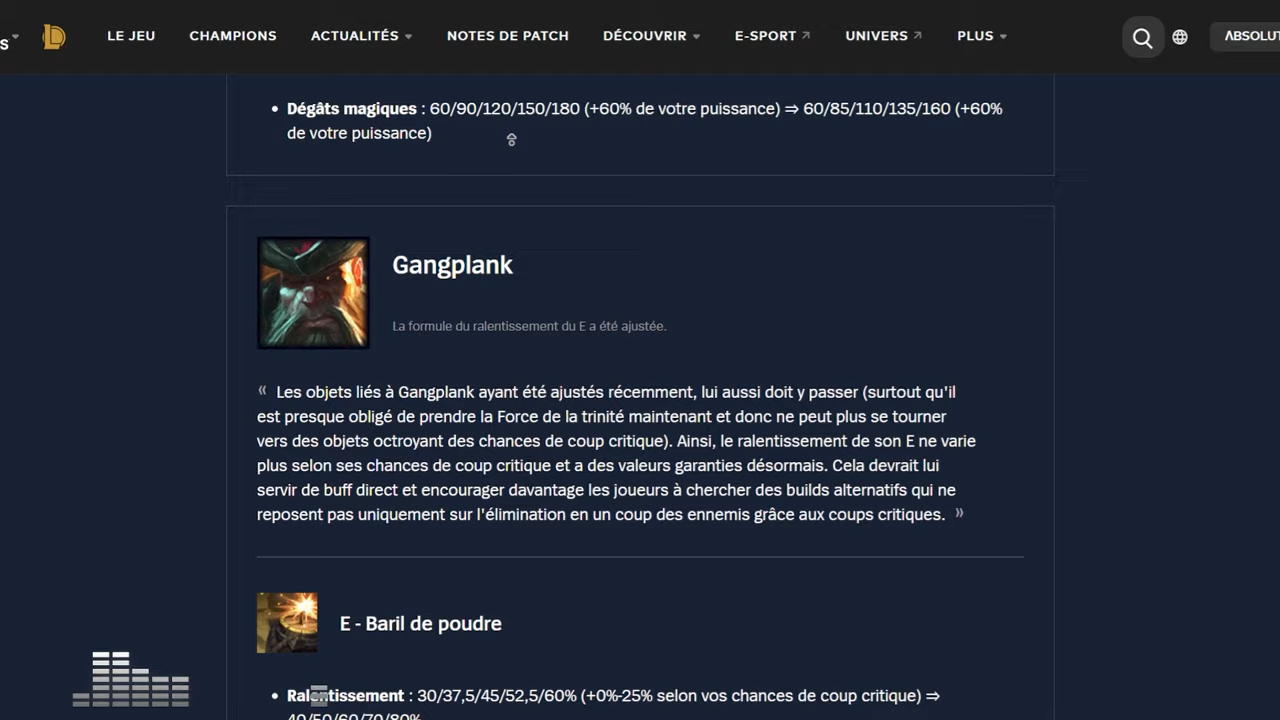 S
LE JEU CHAMPIONS ACTUALITÉS NOTES DE PATCH DÉCOUVRIR E-SPORT UNIVERS PLUS
Dégâts magiques : 60/90/120/150/180 (+60% de votre puissance) ⇒ 60/85/110/135/160 (+60%
de votre puissance)
Gangplank
La formule du ralentissement du E a été ajustée.
« Les objets liés à Gangplank ayant été ajustés récemment, lui aussi doit y passer (surtout qu'il
est presque obligé de prendre la Force de la trinité maintenant et donc ne peut plus se tourner
vers des objets octroyant des chances de coup critique). Ainsi, le ralentissement de son E ne varie
plus selon ses chances de coup critique et a des valeurs garanties désormais. Cela devrait lui
servir de buff direct et encourager davantage les joueurs à chercher des builds alternatifs qui ne
reposent pas uniquement sur l'élimination en un coup des ennemis grâce aux coups critiques. »
E - Baril de poudre
Ralentissement : 30/37,5/45/52,5/60% (+0%-25% selon vos chances de coup critique) ⇒
40/50/60/70/80%